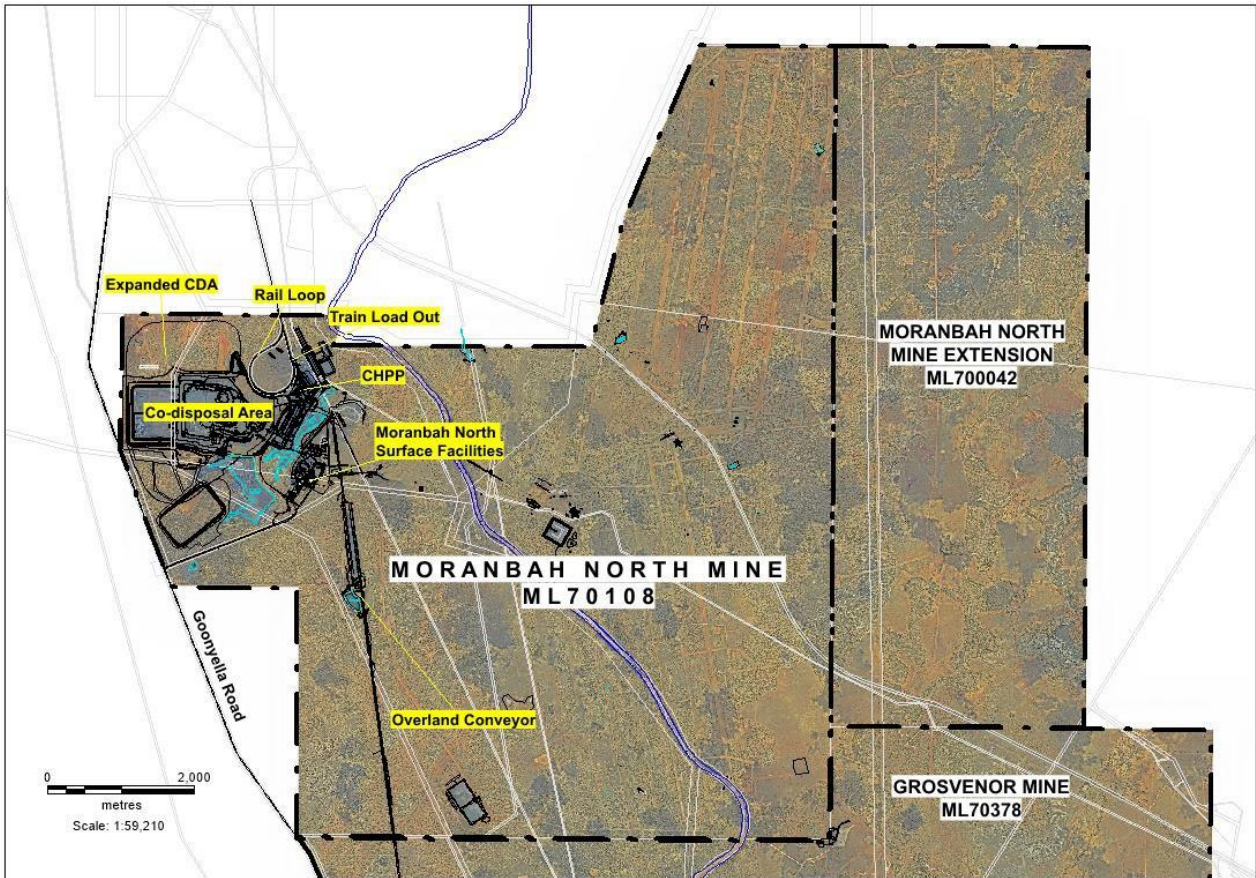 Expanded CDA
Rail Loop
Train Load Out
MORANBAH NORTH
MINE EXTENSION
ML700042
CHPP
Co-disposal Area
Moranbah North
Surface Facilities
MORANBAH NORTH MINE
ML70108
Goonyella Road
Overland Conveyor
0 2,000
metres
Scale: 1:59,210
GROSVENOR MINE
ML70378